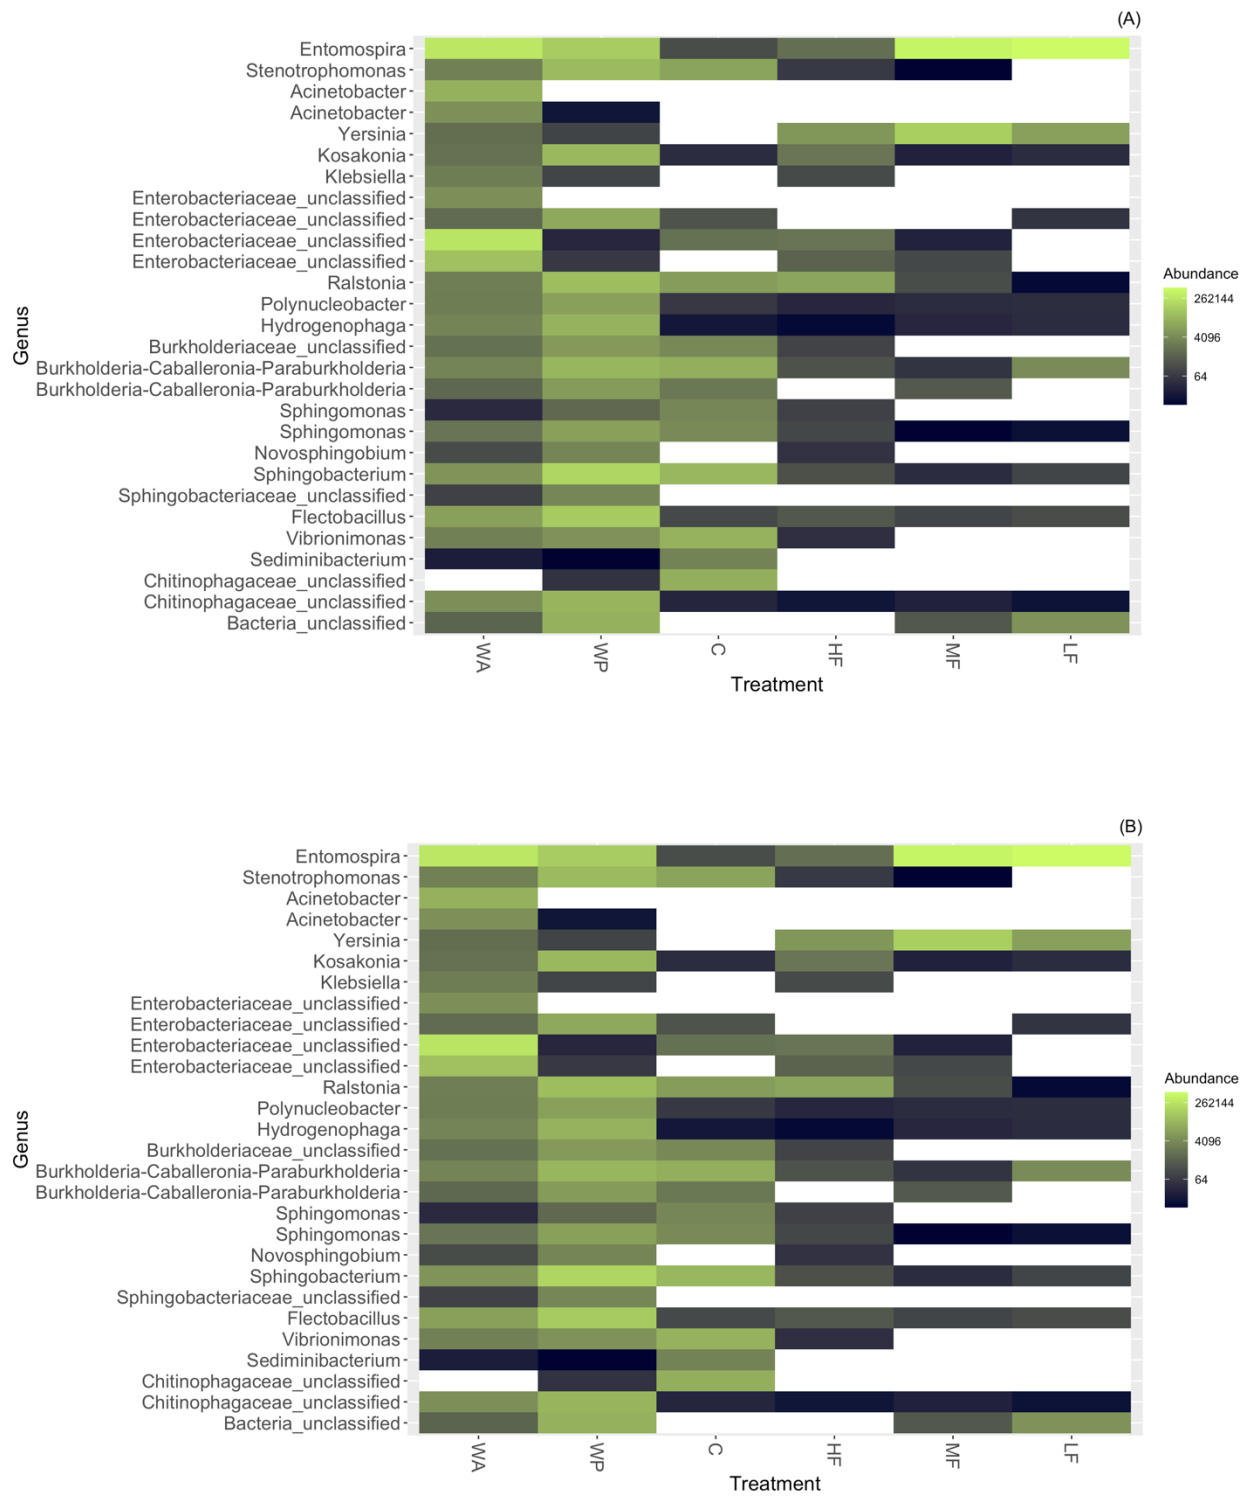 (A)
Entomospira
Stenotrophomonas
Acinetobacter
Acinetobacter
Yersinia
Kosakonia
Klebsiella
Enterobacteriaceae_unclassified
Enterobacteriaceae_unclassified
Enterobacteriaceae_unclassified
Enterobacteriaceae_unclassified
Ralstonia
Polynucleobacter
Hydrogenophaga
Burkholderiaceae_unclassified
Burkholderia-Caballeronia-Paraburkholderia
Burkholderia-Caballeronia-Paraburkholderia
Sphingomonas
Sphingomonas
Novosphingobium
Sphingobacterium
Sphingobacteriaceae_unclassified
Flectobacillus
Vibrionimonas
Sediminibacterium
Chitinophagaceae_unclassified
Chitinophagaceae_unclassified
Bacteria_unclassified
Genus
WA WP C HF MF LF
Treatment
Abundance
262144
4096
64
(B)
Entomospira
Stenotrophomonas
Acinetobacter
Acinetobacter
Yersinia
Kosakonia
Klebsiella
Enterobacteriaceae_unclassified
Enterobacteriaceae_unclassified
Enterobacteriaceae_unclassified
Enterobacteriaceae_unclassified
Ralstonia
Polynucleobacter
Hydrogenophaga
Burkholderiaceae_unclassified
Burkholderia-Caballeronia-Paraburkholderia
Burkholderia-Caballeronia-Paraburkholderia
Sphingomonas
Sphingomonas
Novosphingobium
Sphingobacterium
Sphingobacteriaceae_unclassified
Flectobacillus
Vibrionimonas
Sediminibacterium
Chitinophagaceae_unclassified
Chitinophagaceae_unclassified
Bacteria_unclassified
Genus
WA WP C HF MF LF
Treatment
Abundance
262144
4096
64